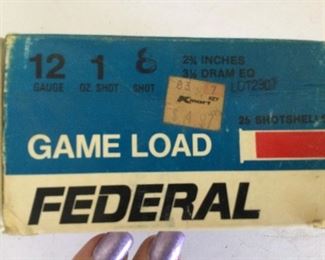 12 1 8 2¾ INCHES
GAUGE OZ. SHOT SHOT 3¼ DRAM EQ
Kmart
25 SHOTSHELLS
GAME LOAD
FEDERAL